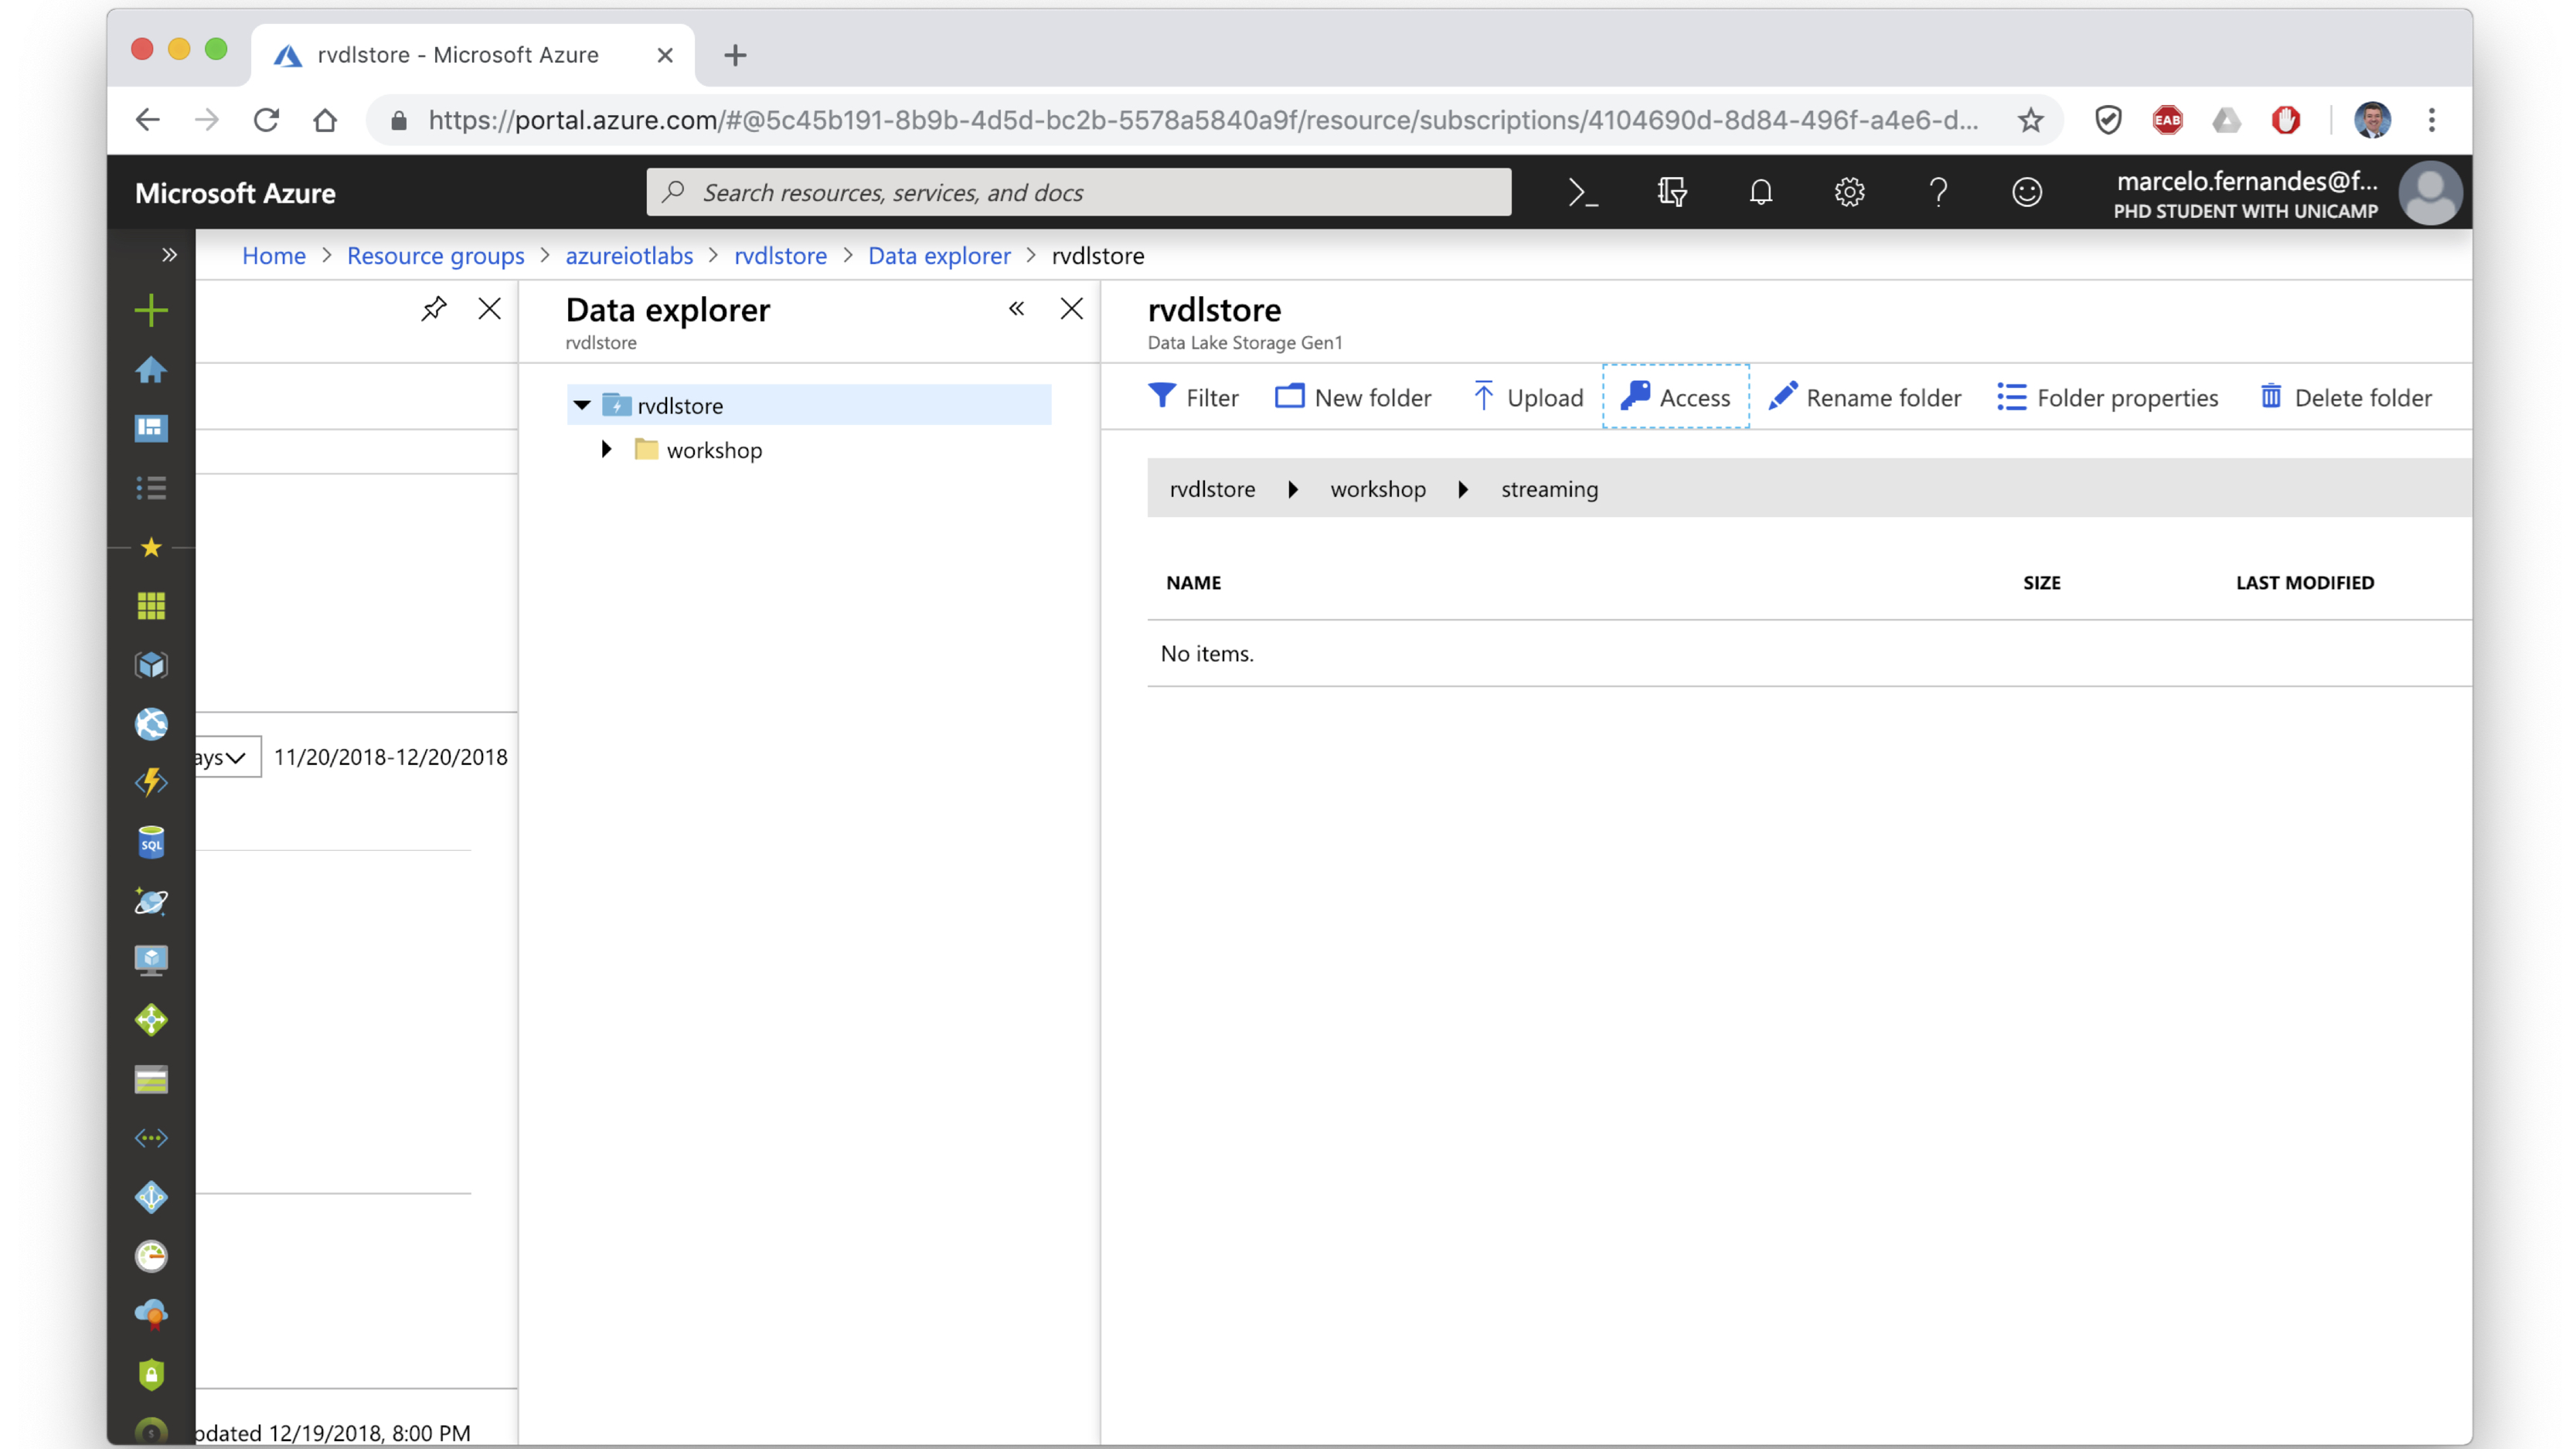 rvdlstore - Microsoft Azure
https://portal.azure.com/#@5c45b191-8b9b-4d5d-bc2b-5578a5840a9f/resource/subscriptions/4104690d-8d84-496f-a4e6-d...
EAB
Microsoft Azure
Search resources, services, and docs
marcelo.fernandes@f...
PHD STUDENT WITH UNICAMP
Home > Resource groups > azureiotlabs > rvdlstore > Data explorer > rvdlstore
Data explorer
rvdlstore
rvdlstore
workshop
rvdlstore
Data Lake Storage Gen1
Filter New folder Upload Access Rename folder Folder properties Delete folder
rvdlstore workshop streaming
NAME SIZE LAST MODIFIED
No items.
ays 11/20/2018-12/20/2018
SQL
pdated 12/19/2018, 8:00 PM